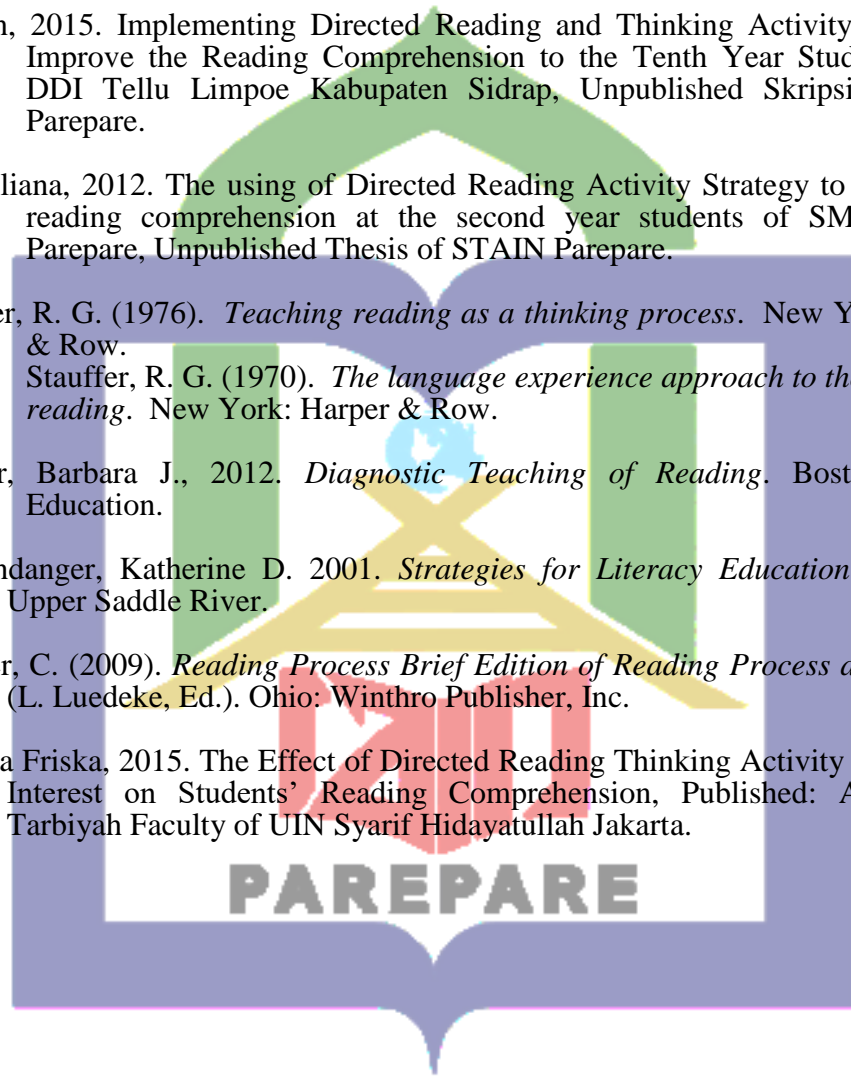 n, 2015. Implementing Directed Reading and Thinking Activity
Improve the Reading Comprehension to the Tenth Year Stud
DDI Tellu Limpoe Kabupaten Sidrap, Unpublished Skripsi
Parepare.
liana, 2012. The using of Directed Reading Activity Strategy to
reading comprehension at the second year students of SM
Parepare, Unpublished Thesis of STAIN Parepare.
er, R. G. (1976). Teaching reading as a thinking process. New Y
& Row.
Stauffer, R. G. (1970). The language experience approach to th
reading. New York: Harper & Row.
r, Barbara J., 2012. Diagnostic Teaching of Reading. Bost
Education.
ndanger, Katherine D. 2001. Strategies for Literacy Education
Upper Saddle River.
r, C. (2009). Reading Process Brief Edition of Reading Process a
(L. Luedeke, Ed.). Ohio: Winthro Publisher, Inc.
a Friska, 2015. The Effect of Directed Reading Thinking Activity
Interest on Students’ Reading Comprehension, Published: A
Tarbiyah Faculty of UIN Syarif Hidayatullah Jakarta.
PAREPARE